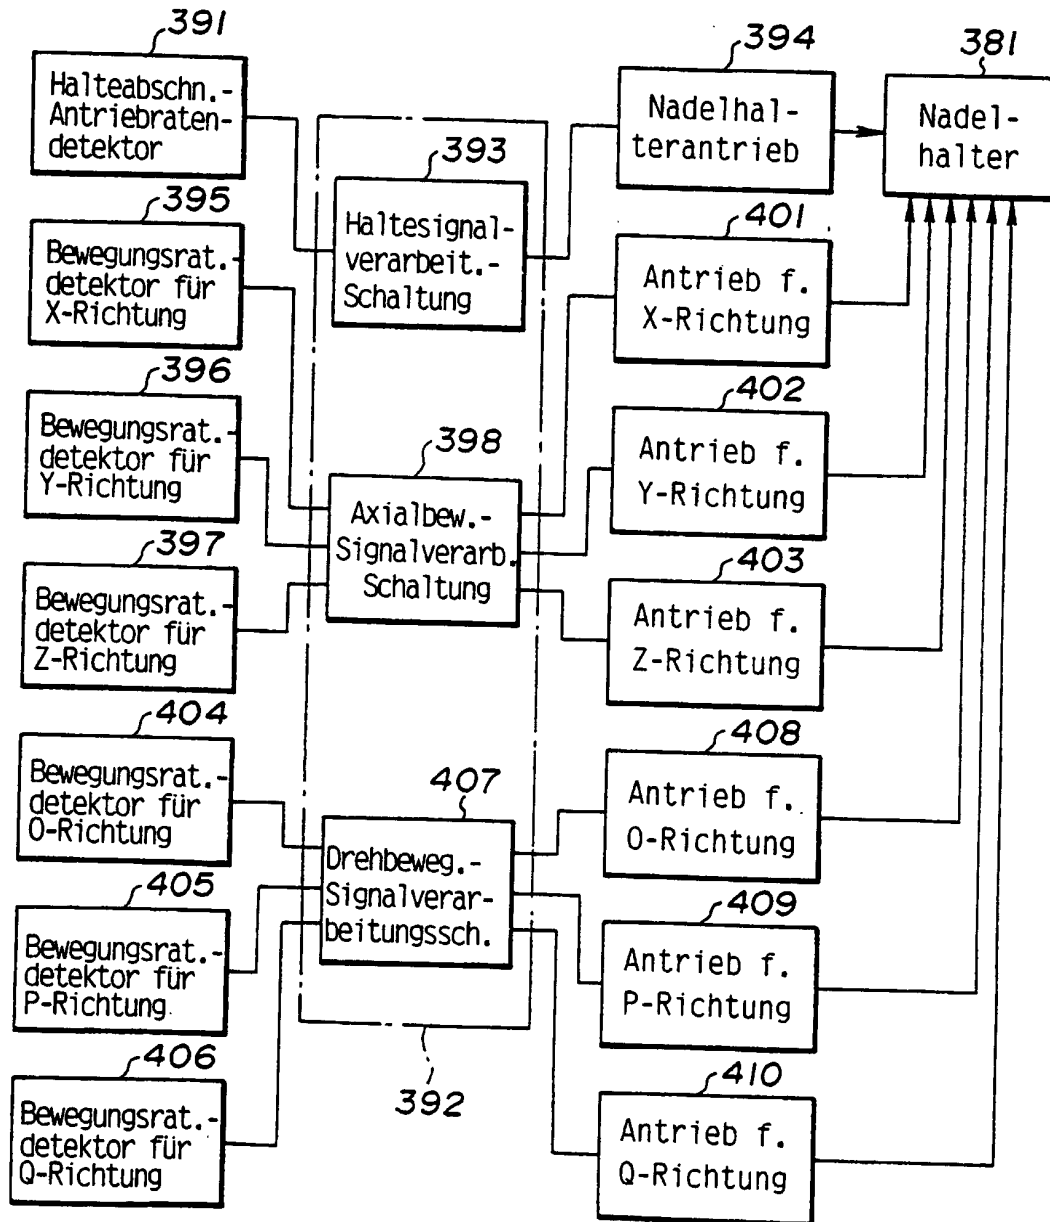 391
Halteabschn.-
Antriebraten-
detektor
393
Haltesignal-
verarbeit.-
Schaltung
394
Nadelhal-
terantrieb
381
Nadel-
halter
395
Bewegungsrat.-
detektor für
X-Richtung
401
Antrieb f.
X-Richtung
396
Bewegungsrat.-
detektor für
Y-Richtung
398
Axialbew.-
Signalverarb.
Schaltung
402
Antrieb f.
Y-Richtung
397
Bewegungsrat.-
detektor für
Z-Richtung
403
Antrieb f.
Z-Richtung
404
Bewegungsrat.-
detektor für
O-Richtung
407
Drehbeweg.-
Signalverar-
beitungssch.
408
Antrieb f.
O-Richtung
405
Bewegungsrat.-
detektor für
P-Richtung
409
Antrieb f.
P-Richtung
406
Bewegungsrat.-
detektor für
Q-Richtung
392
410
Antrieb f.
Q-Richtung